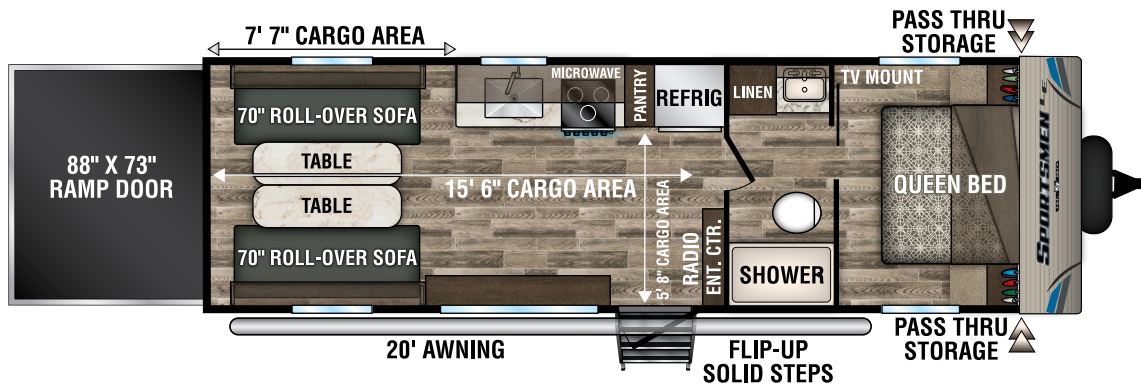 7' 7" CARGO AREA
PASS THRU
STORAGE
88" X 73"
RAMP DOOR
70" ROLL-OVER SOFA
TABLE
TABLE
70" ROLL-OVER SOFA
15' 6" CARGO AREA
MICROWAVE
PANTRY
REFRIG
5' 8" CARGO AREA
RADIO
ENT. CTR.
LINEN
SHOWER
TV MOUNT
QUEEN BED
SPORTSMEN LE
20' AWNING
FLIP-UP
SOLID STEPS
PASS THRU
STORAGE